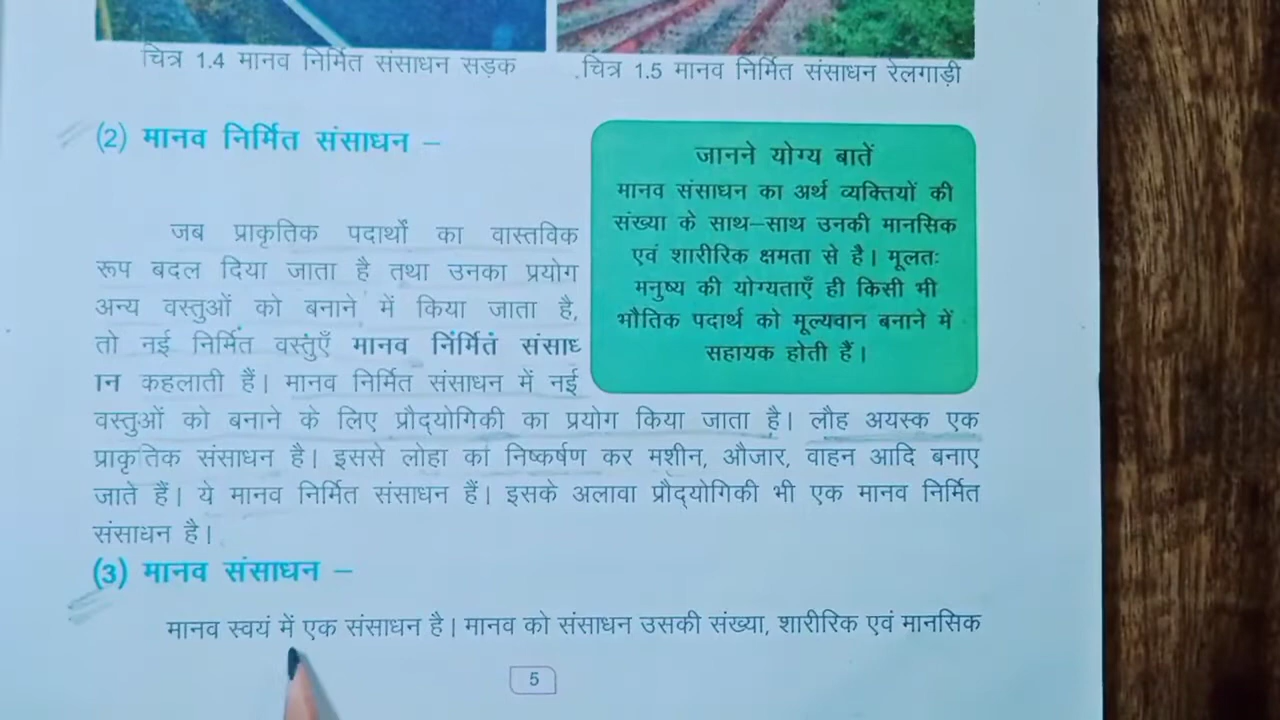 चित्र 1.4 मानव निर्मित संसाधन सड़क
चित्र 1.5 मानव निर्मित संसाधन रेलगाड़ी
(2) मानव निर्मित संसाधन –
जब प्राकृतिक पदार्थों का वास्तविक
रूप बदल दिया जाता है तथा उनका प्रयोग
अन्य वस्तुओं को बनाने में किया जाता है,
तो नई निर्मित वस्तुएँ मानव निर्मित संसाध
ान कहलाती हैं। मानव निर्मित संसाधन में नई
वस्तुओं को बनाने के लिए प्रौद्योगिकी का प्रयोग किया जाता है। लौह अयस्क एक
प्राकृतिक संसाधन है। इससे लोहा का निष्कर्षण कर मशीन, औजार, वाहन आदि बनाए
जाते हैं। ये मानव निर्मित संसाधन हैं। इसके अलावा प्रौद्योगिकी भी एक मानव निर्मित
संसाधन है।
जानने योग्य बातें
मानव संसाधन का अर्थ व्यक्तियों की
संख्या के साथ–साथ उनकी मानसिक
एवं शारीरिक क्षमता से है। मूलतः
मनुष्य की योग्यताएँ ही किसी भी
भौतिक पदार्थ को मूल्यवान बनाने में
सहायक होती हैं।
(3) मानव संसाधन –
मानव स्वयं में एक संसाधन है। मानव को संसाधन उसकी संख्या, शारीरिक एवं मानसिक
5